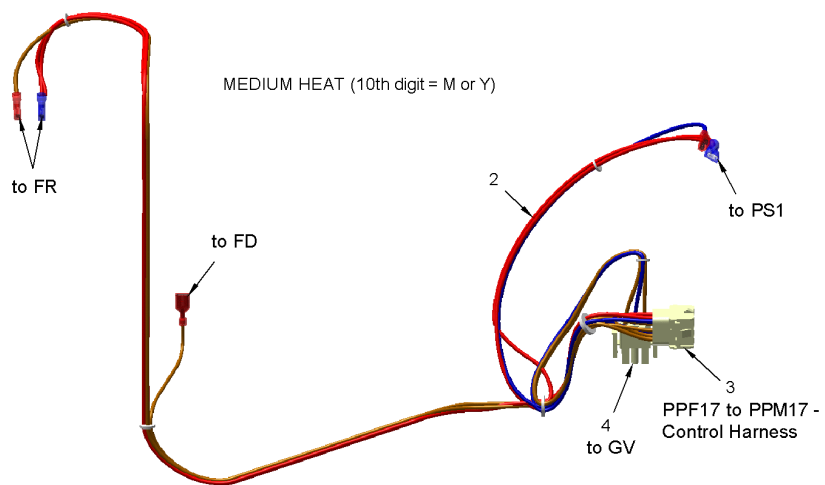 MEDIUM HEAT (10th digit = M or Y)
to FR
2
to PS1
to FD
3
PPF17 to PPM17 -
Control Harness
4
to GV